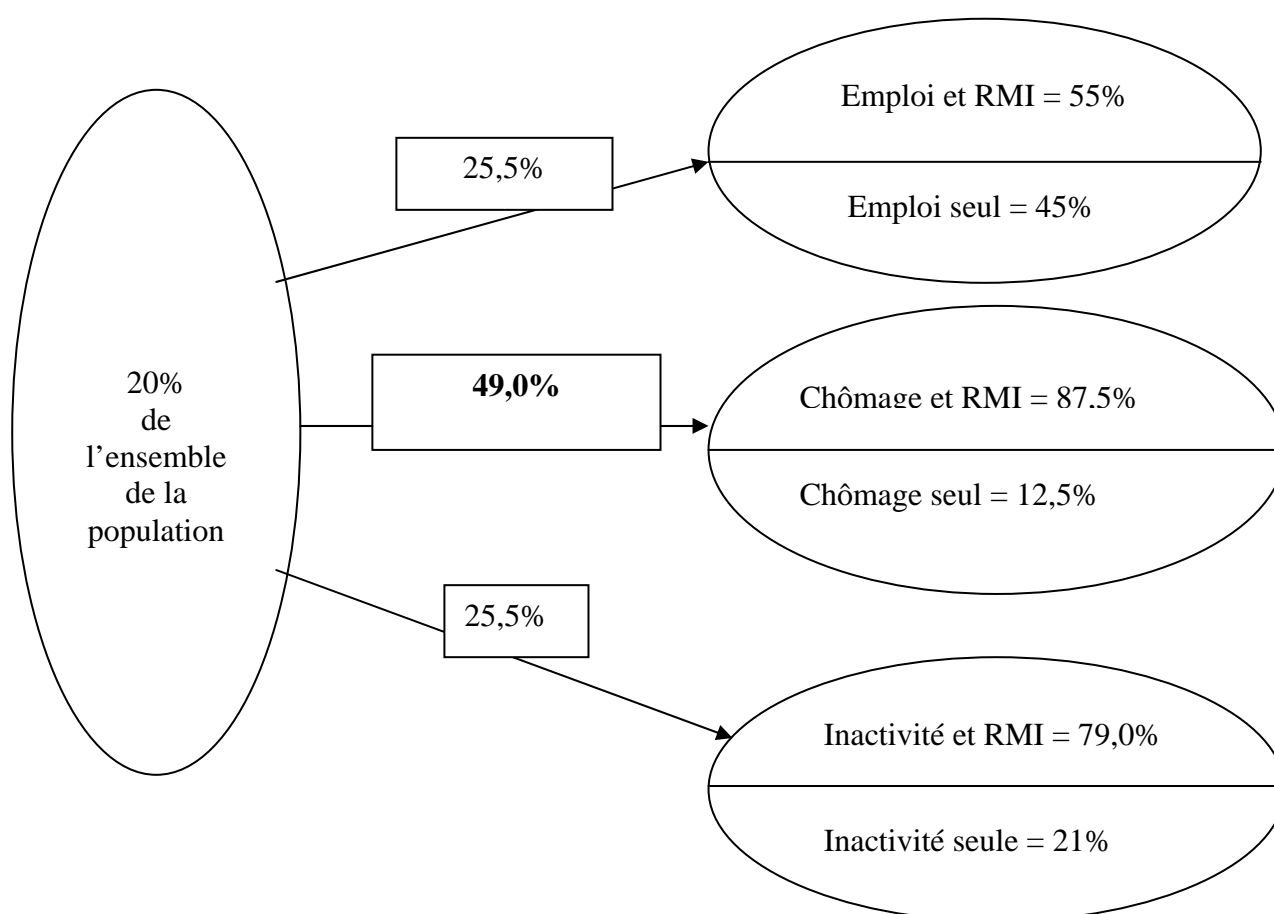 Emploi et RMI = 55%
25,5%
Emploi seul = 45%
20%
de
l’ensemble
de la
population
49,0%
Chômage et RMI = 87,5%
Chômage seul = 12,5%
25,5%
Inactivité et RMI = 79,0%
Inactivité seule = 21%